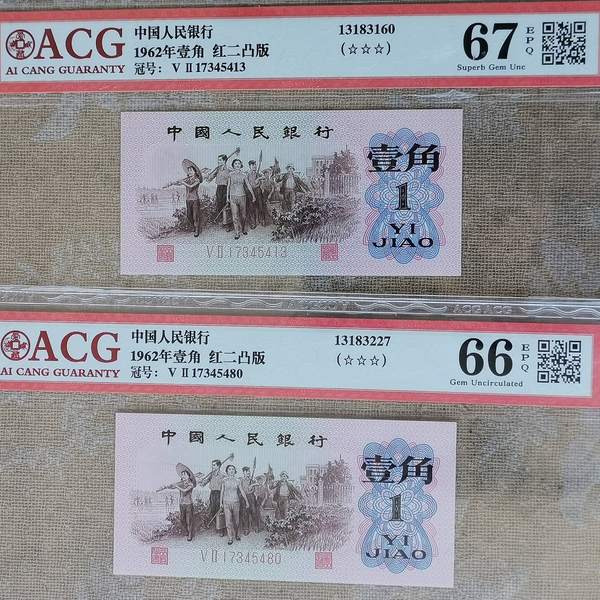 ACG
AI CANG GUARANTY
中国人民银行
1962年壹角 红二凸版
冠号: V II 17345413
13183160
(☆☆☆)
67
EPQ
Superb Gem Unc
中國人民銀行
壹角
1
YI
JIAO
V II 17345413
ACG
AI CANG GUARANTY
中国人民银行
1962年壹角 红二凸版
冠号: V II 17345480
13183227
(☆☆☆)
66
EPQ
Gem Uncirculated
中國人民銀行
壹角
1
YI
JIAO
V II 17345480